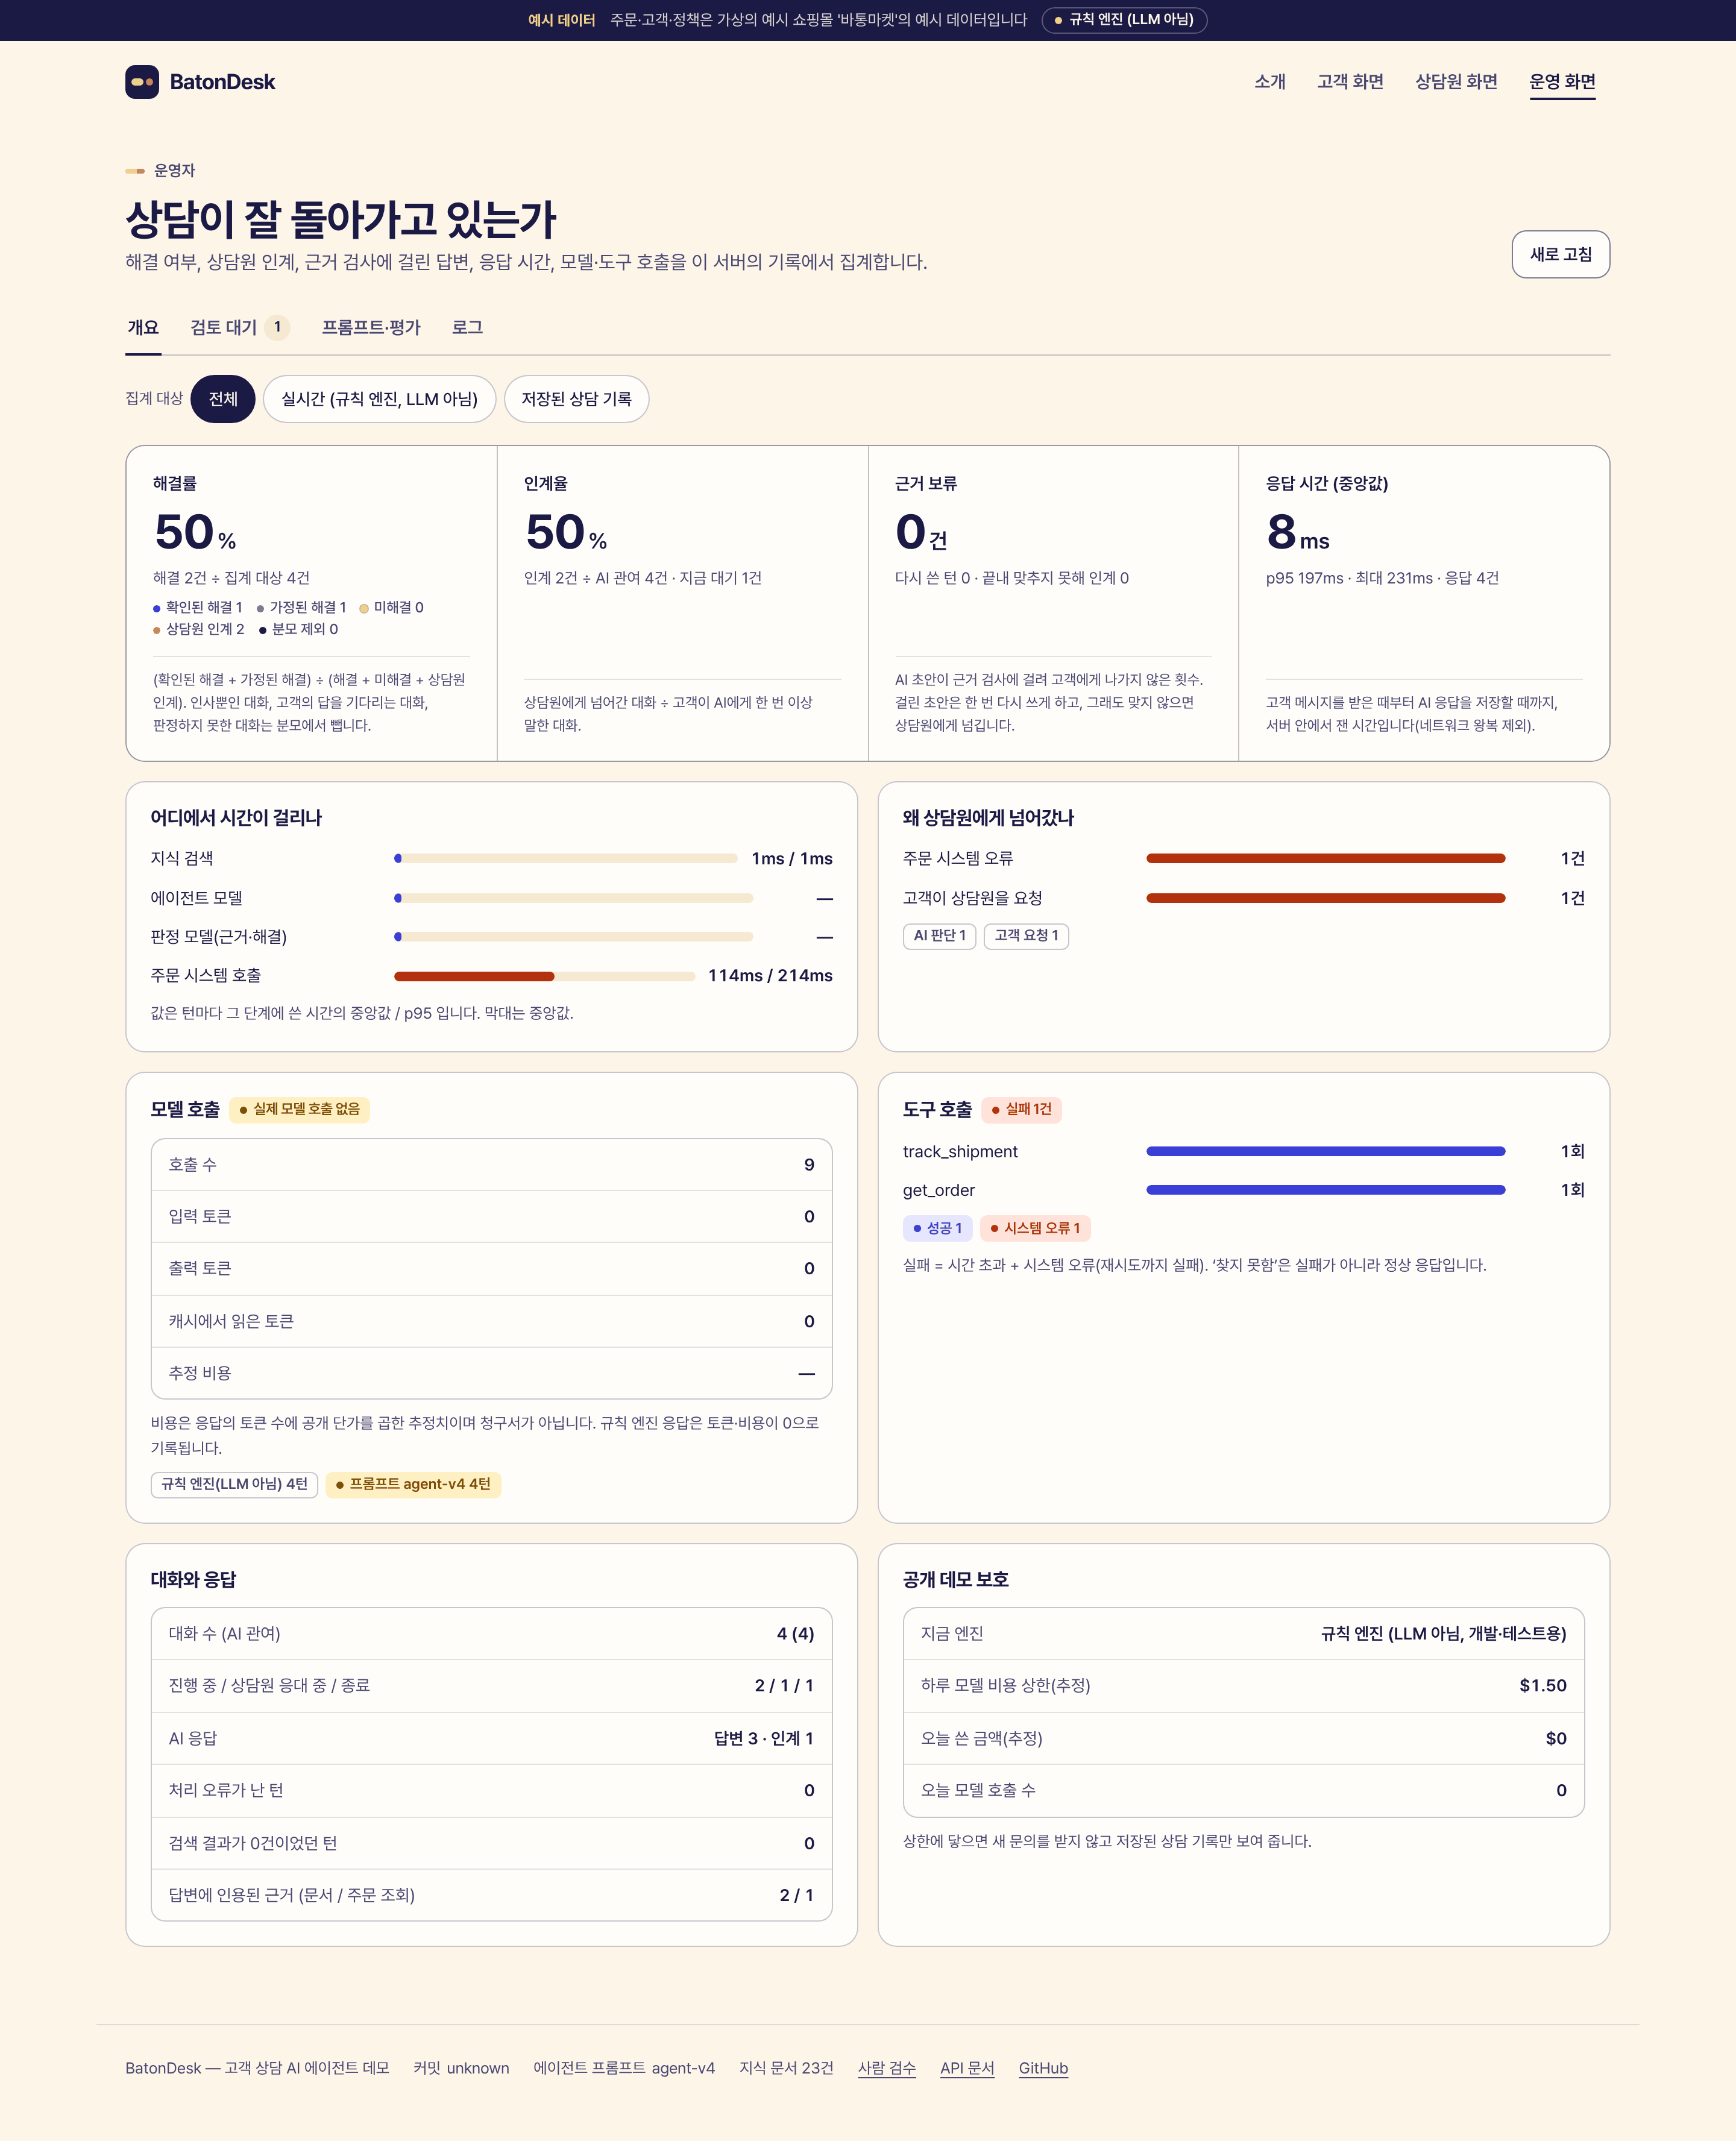 예시 데이터 주문·고객·정책은 가상의 예시 쇼핑몰 '바통마켓'의 예시 데이터입니다 규칙 엔진 (LLM 아님)
BatonDesk 소개 고객 화면 상담원 화면 운영 화면
운영자
상담이 잘 돌아가고 있는가
해결 여부, 상담원 인계, 근거 검사에 걸린 답변, 응답 시간, 모델·도구 호출을 이 서버의 기록에서 집계합니다.
새로 고침
개요 검토 대기 1 프롬프트·평가 로그
집계 대상 전체 실시간 (규칙 엔진, LLM 아님) 저장된 상담 기록
해결률
50%
해결 2건 ÷ 집계 대상 4건
확인된 해결 1 가정된 해결 1 미해결 0
상담원 인계 2 분모 제외 0
(확인된 해결 + 가정된 해결) ÷ (해결 + 미해결 + 상담원
인계). 인사뿐인 대화, 고객의 답을 기다리는 대화,
판정하지 못한 대화는 분모에서 뺍니다.
인계율
50%
인계 2건 ÷ AI 관여 4건 · 지금 대기 1건
상담원에게 넘어간 대화 ÷ 고객이 AI에게 한 번 이상
말한 대화.
근거 보류
0건
다시 쓴 턴 0 · 끝내 맞추지 못해 인계 0
AI 초안이 근거 검사에 걸려 고객에게 나가지 않은 횟수.
걸린 초안은 한 번 다시 쓰게 하고, 그래도 맞지 않으면
상담원에게 넘깁니다.
응답 시간 (중앙값)
8ms
p95 197ms · 최대 231ms · 응답 4건
고객 메시지를 받은 때부터 AI 응답을 저장할 때까지,
서버 안에서 잰 시간입니다(네트워크 왕복 제외).
어디에서 시간이 걸리나
지식 검색 1ms / 1ms
에이전트 모델 —
판정 모델(근거·해결) —
주문 시스템 호출 114ms / 214ms
값은 턴마다 그 단계에 쓴 시간의 중앙값 / p95 입니다. 막대는 중앙값.
왜 상담원에게 넘어갔나
주문 시스템 오류 1건
고객이 상담원을 요청 1건
AI 판단 1 고객 요청 1
모델 호출 실제 모델 호출 없음
호출 수 9
입력 토큰 0
출력 토큰 0
캐시에서 읽은 토큰 0
추정 비용 —
비용은 응답의 토큰 수에 공개 단가를 곱한 추정치이며 청구서가 아닙니다. 규칙 엔진 응답은 토큰·비용이 0으로
기록됩니다.
규칙 엔진(LLM 아님) 4턴 프롬프트 agent-v4 4턴
도구 호출 실패 1건
track_shipment 1회
get_order 1회
성공 1 시스템 오류 1
실패 = 시간 초과 + 시스템 오류(재시도까지 실패). ‘찾지 못함’은 실패가 아니라 정상 응답입니다.
대화와 응답
대화 수 (AI 관여) 4 (4)
진행 중 / 상담원 응대 중 / 종료 2 / 1 / 1
AI 응답 답변 3 · 인계 1
처리 오류가 난 턴 0
검색 결과가 0건이었던 턴 0
답변에 인용된 근거 (문서 / 주문 조회) 2 / 1
공개 데모 보호
지금 엔진 규칙 엔진 (LLM 아님, 개발·테스트용)
하루 모델 비용 상한(추정) $1.50
오늘 쓴 금액(추정) $0
오늘 모델 호출 수 0
상한에 닿으면 새 문의를 받지 않고 저장된 상담 기록만 보여 줍니다.
BatonDesk — 고객 상담 AI 에이전트 데모 커밋 unknown 에이전트 프롬프트 agent-v4 지식 문서 23건 사람 검수 API 문서 GitHub